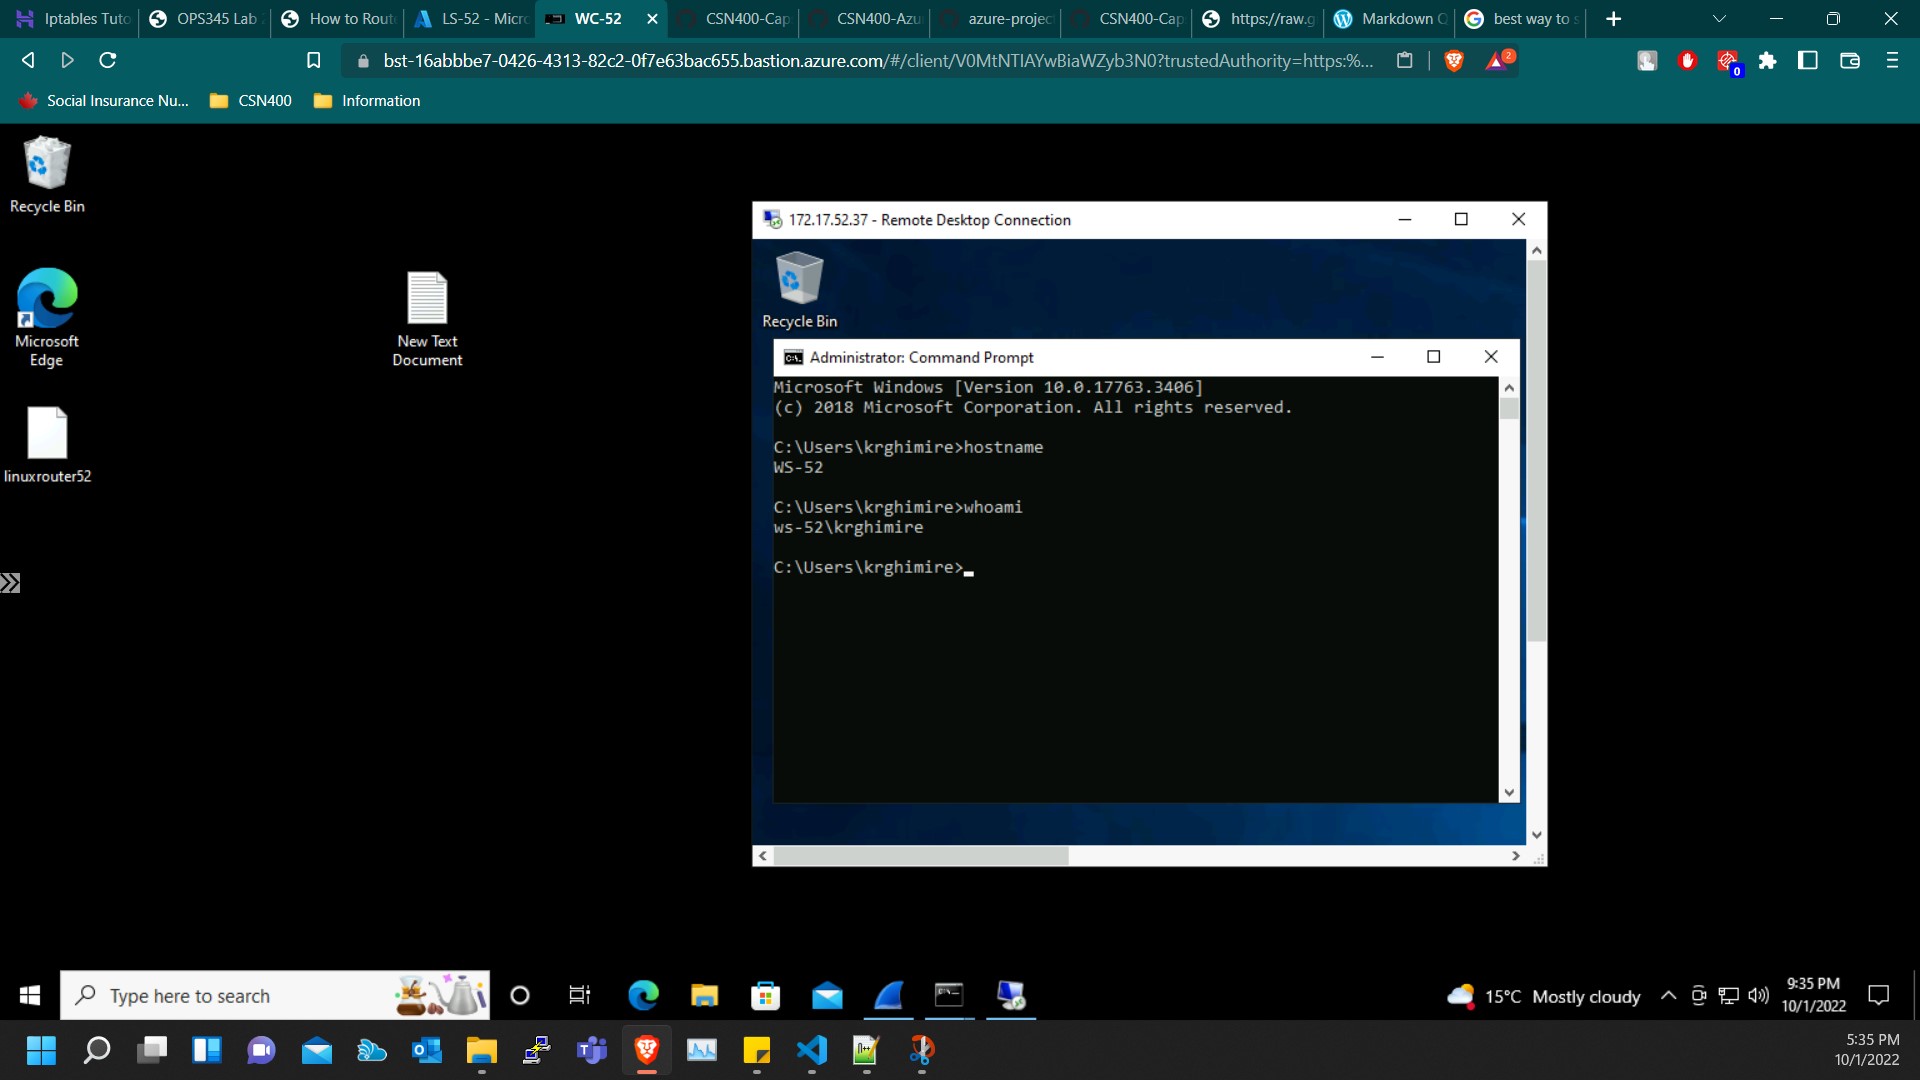 Iptables Tuto
OPS345 Lab
How to Rout
LS-52 - Micro
WC-52
CSN400-Cap
CSN400-Azu
azure-projec
CSN400-Cap
https://raw.g
Markdown Q
best way to s
bst-16abbbe7-0426-4313-82c2-0f7e63bac655.bastion.azure.com/#/client/V0MtNTIAYwBiaWZyb3N0?trustedAuthority=https:%...
2
0
Social Insurance Nu...
CSN400
Information
Recycle Bin
Microsoft
Edge
New Text
Document
linuxrouter52
172.17.52.37 - Remote Desktop Connection
Recycle Bin
Administrator: Command Prompt
Microsoft Windows [Version 10.0.17763.3406]
(c) 2018 Microsoft Corporation. All rights reserved.
C:\Users\krghimire>hostname
WS-52
C:\Users\krghimire>whoami
ws-52\krghimire
C:\Users\krghimire>
Type here to search
15°C Mostly cloudy
9:35 PM
10/1/2022
5:35 PM
10/1/2022